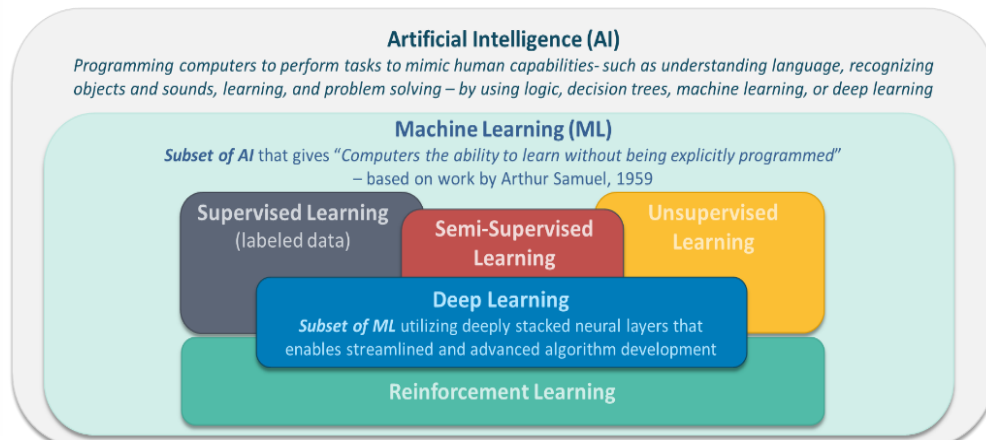 Artificial Intelligence (AI)
Programming computers to perform tasks to mimic human capabilities- such as understanding language, recognizing
objects and sounds, learning, and problem solving – by using logic, decision trees, machine learning, or deep learning
Machine Learning (ML)
Subset of AI that gives “Computers the ability to learn without being explicitly programmed”
– based on work by Arthur Samuel, 1959
Supervised Learning
(labeled data)
Semi-Supervised
Learning
Unsupervised
Learning
Deep Learning
Subset of ML utilizing deeply stacked neural layers that
enables streamlined and advanced algorithm development
Reinforcement Learning